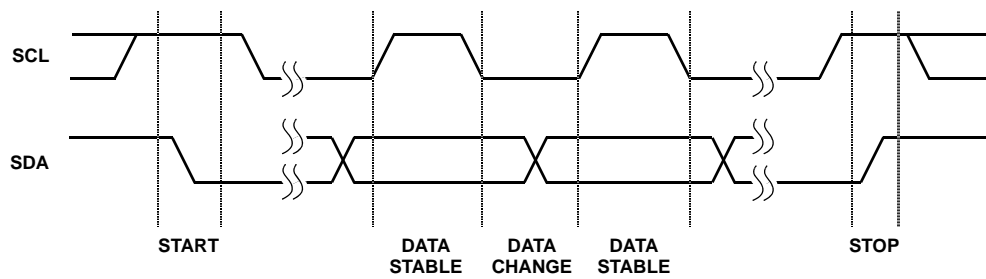 SCL
SDA
START
DATA
STABLE
DATA
CHANGE
DATA
STABLE
STOP